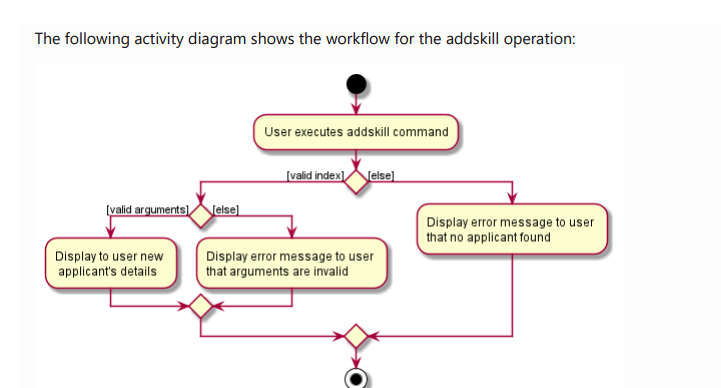 The following activity diagram shows the workflow for the addskill operation:
User executes addskill command
[valid index]
[else]
[valid arguments]
[else]
Display to user new
applicant's details
Display error message to user
that arguments are invalid
Display error message to user
that no applicant found